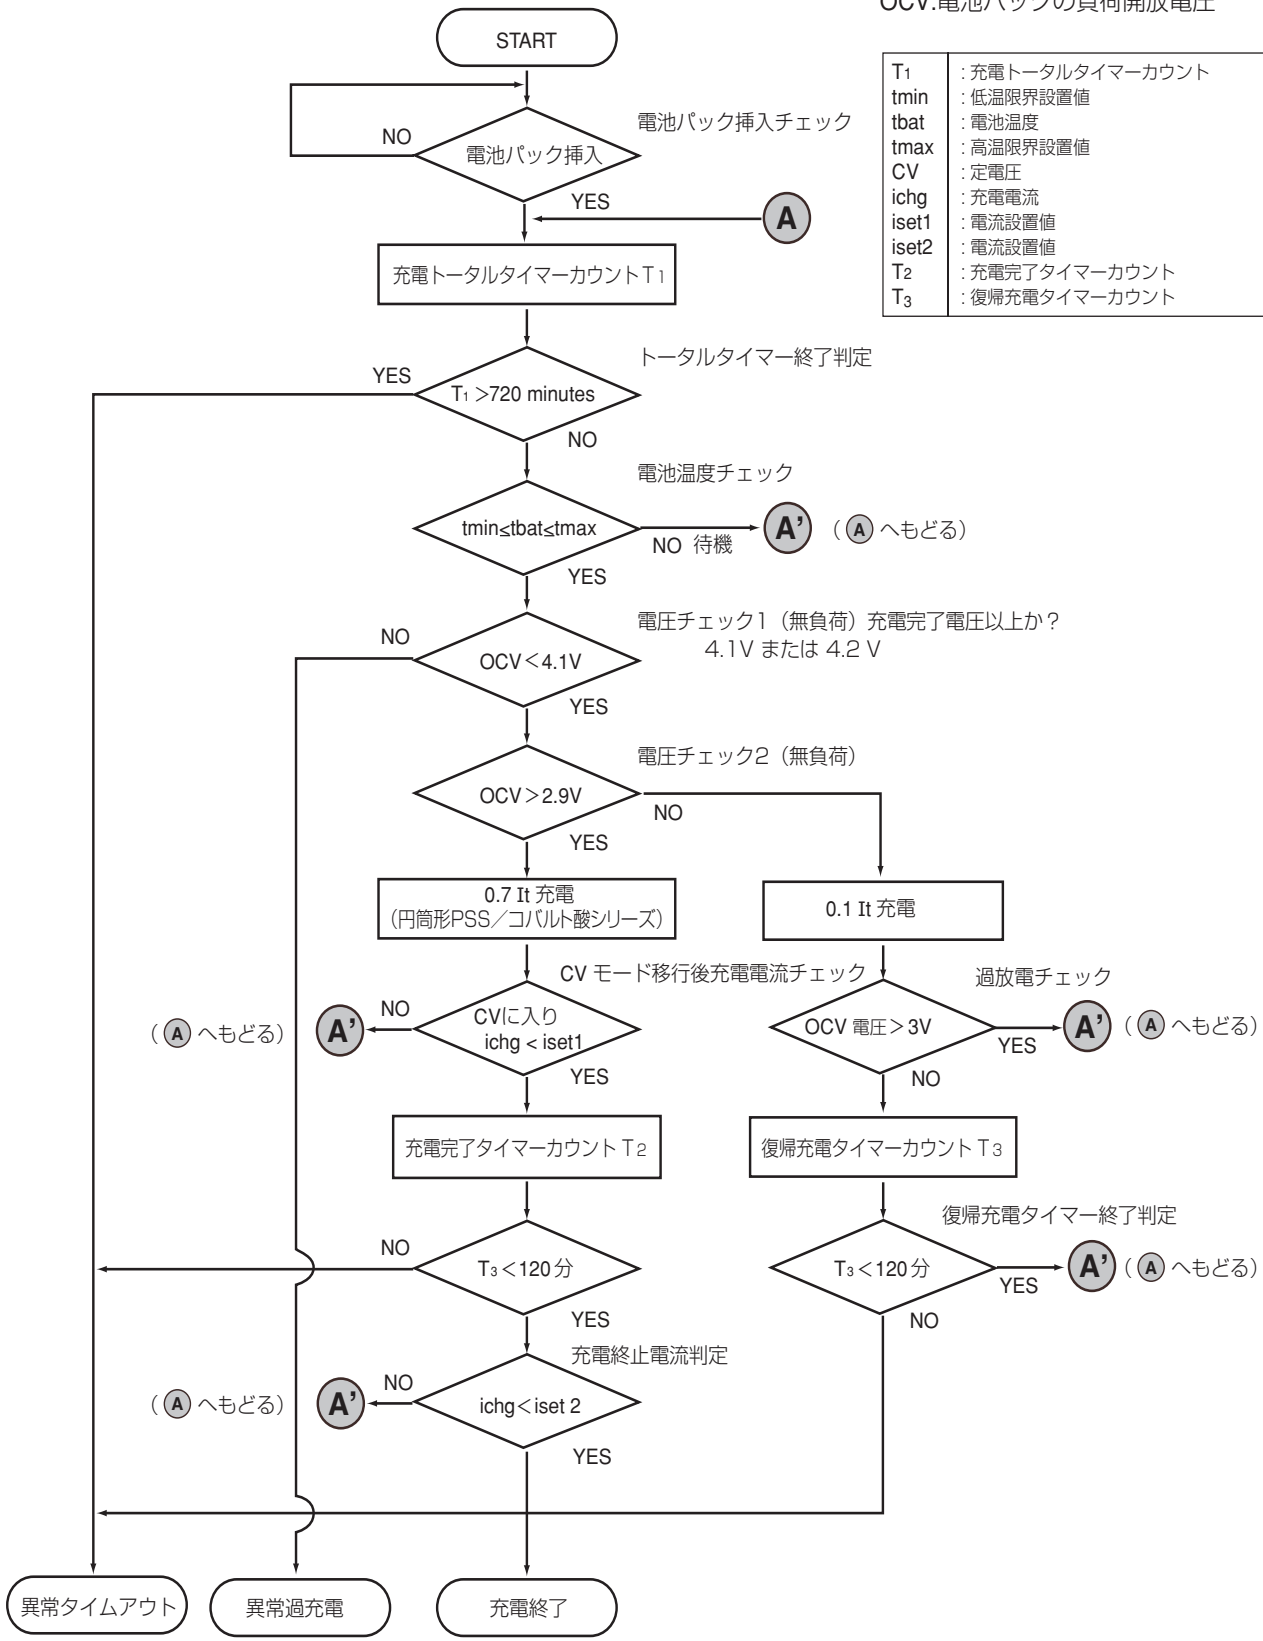 OCV:電池パックの負荷開放電圧
START
T1 : 充電トータルタイマーカウント
tmin : 低温限界設置値
tbat : 電池温度
tmax : 高温限界設置値
CV : 定電圧
ichg : 充電電流
iset1 : 電流設置値
iset2 : 電流設置値
T2 : 充電完了タイマーカウント
T3 : 復帰充電タイマーカウント
電池パック挿入チェック
NO
電池パック挿入
YES
A
充電トータルタイマーカウント T1
トータルタイマー終了判定
YES
T1 >720 minutes
NO
電池温度チェック
tmin≤tbat≤tmax
NO 待機
A’
( A へもどる)
YES
電圧チェック1(無負荷)充電完了電圧以上か?
4.1V または 4.2 V
NO
OCV<4.1V
YES
電圧チェック2(無負荷)
OCV>2.9V
NO
YES
0.7 It 充電
(円筒形PSS/コバルト酸シリーズ)
0.1 It 充電
CV モード移行後充電電流チェック
過放電チェック
( A へもどる)
A’
NO
CVに入り
ichg < iset1
YES
OCV 電圧>3V
YES
A’
( A へもどる)
NO
充電完了タイマーカウント T2
復帰充電タイマーカウント T3
復帰充電タイマー終了判定
NO
T3<120分
YES
T3<120分
YES
A’
( A へもどる)
NO
充電終止電流判定
( A へもどる)
A’
NO
ichg<iset 2
YES
異常タイムアウト
異常過充電
充電終了